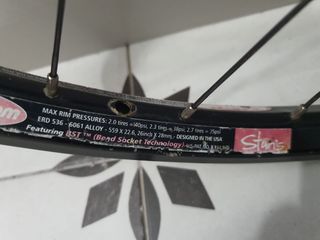 MAX RIM PRESSURES: 2.0 tires =40psi, 2.3 tires = 38psi, 2.7 tires = 35psi
ERD 536 - 6061 ALLOY - 559 X 22.6, 26inch X 28mm DESIGNED IN THE USA
Featuring BST™ (Bead Socket Technology)
Stan's